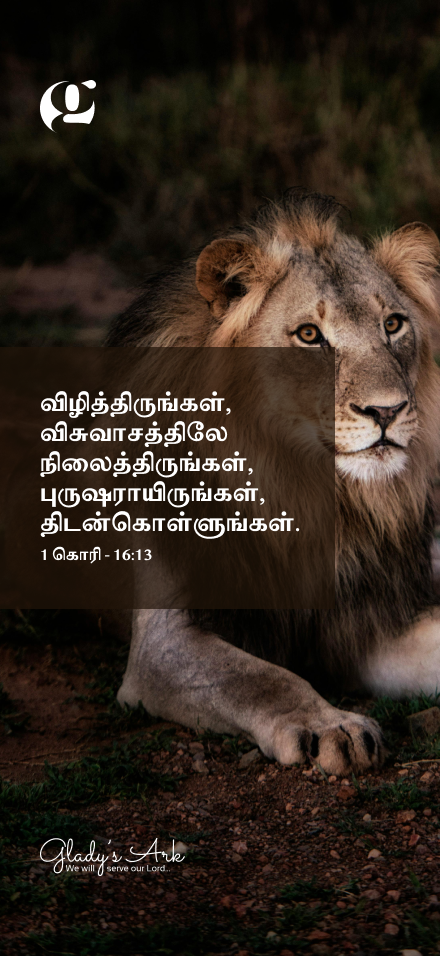 g
விழித்திருங்கள்,
விசுவாசத்திலே
நிலைத்திருங்கள்,
புருஷராயிருங்கள்,
திடன்கொள்ளுங்கள்.
1 கொரி - 16:13
Glady's Ark
We will serve our Lord...